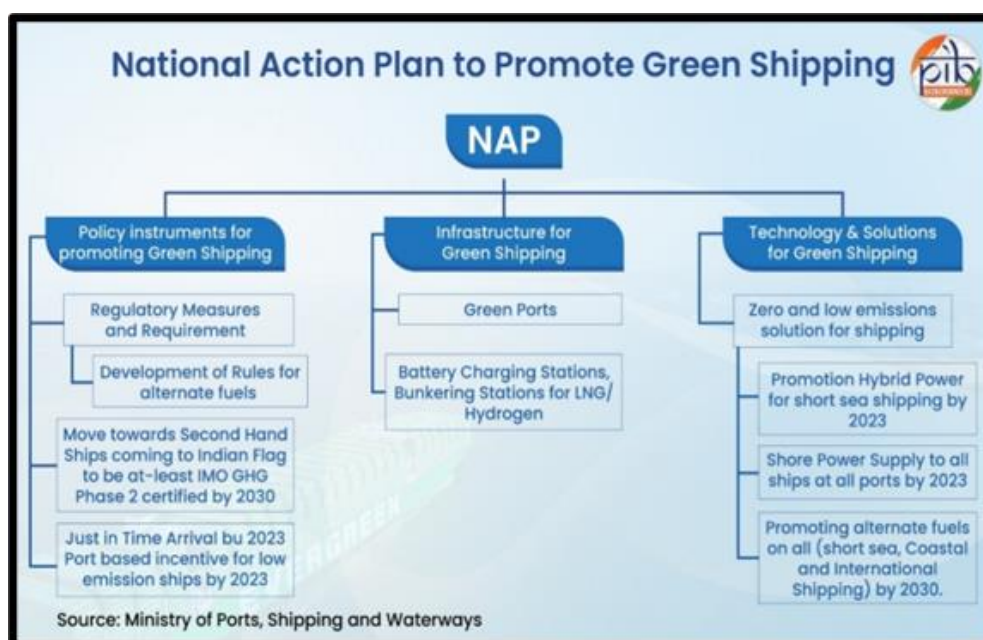 National Action Plan to Promote Green Shipping
pib
NAP
Policy instruments for
promoting Green Shipping
Regulatory Measures
and Requirement
Development of Rules for
alternate fuels
Move towards Second Hand
Ships coming to Indian Flag
to be at-least IMO GHG
Phase 2 certified by 2030
Just in Time Arrival bu 2023
Port based incentive for low
emission ships by 2023
Infrastructure for
Green Shipping
Green Ports
Battery Charging Stations,
Bunkering Stations for LNG/
Hydrogen
Technology & Solutions
for Green Shipping
Zero and low emissions
solution for shipping
Promotion Hybrid Power
for short sea shipping by
2023
Shore Power Supply to all
ships at all ports by 2023
Promoting alternate fuels
on all (short sea, Coastal
and International
Shipping) by 2030.
Source: Ministry of Ports, Shipping and Waterways